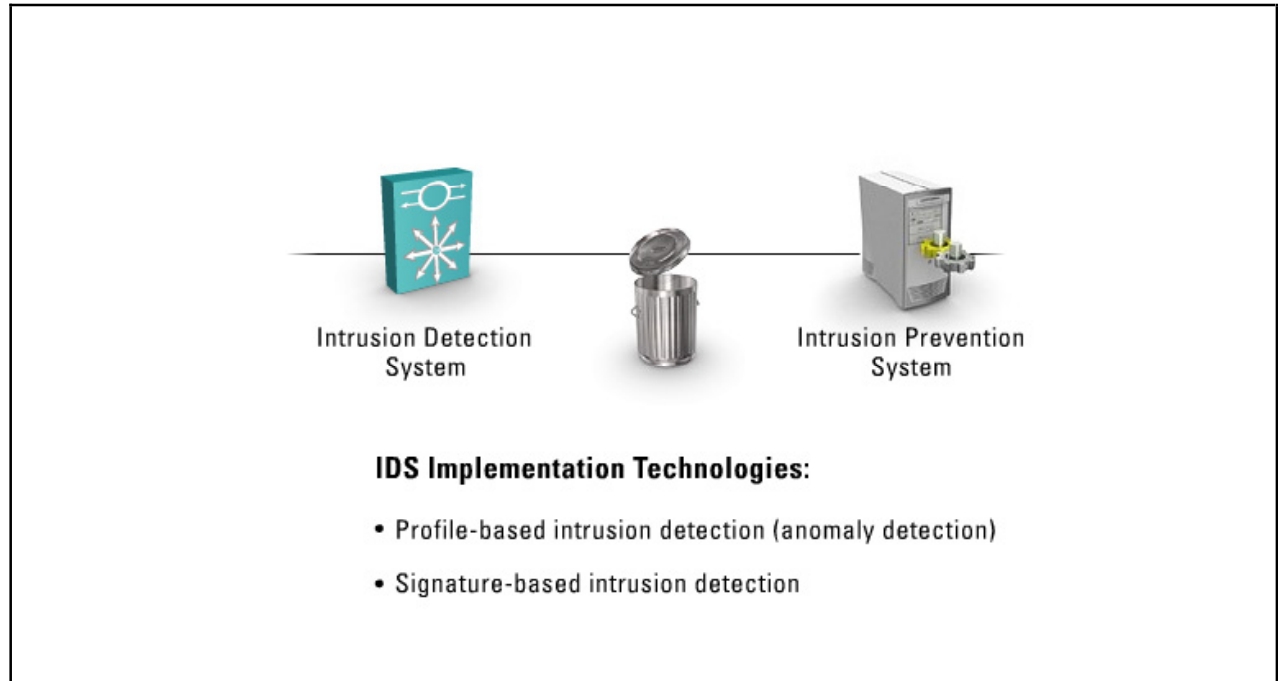 Intrusion Detection
System
Intrusion Prevention
System
IDS Implementation Technologies:
• Profile-based intrusion detection (anomaly detection)
• Signature-based intrusion detection